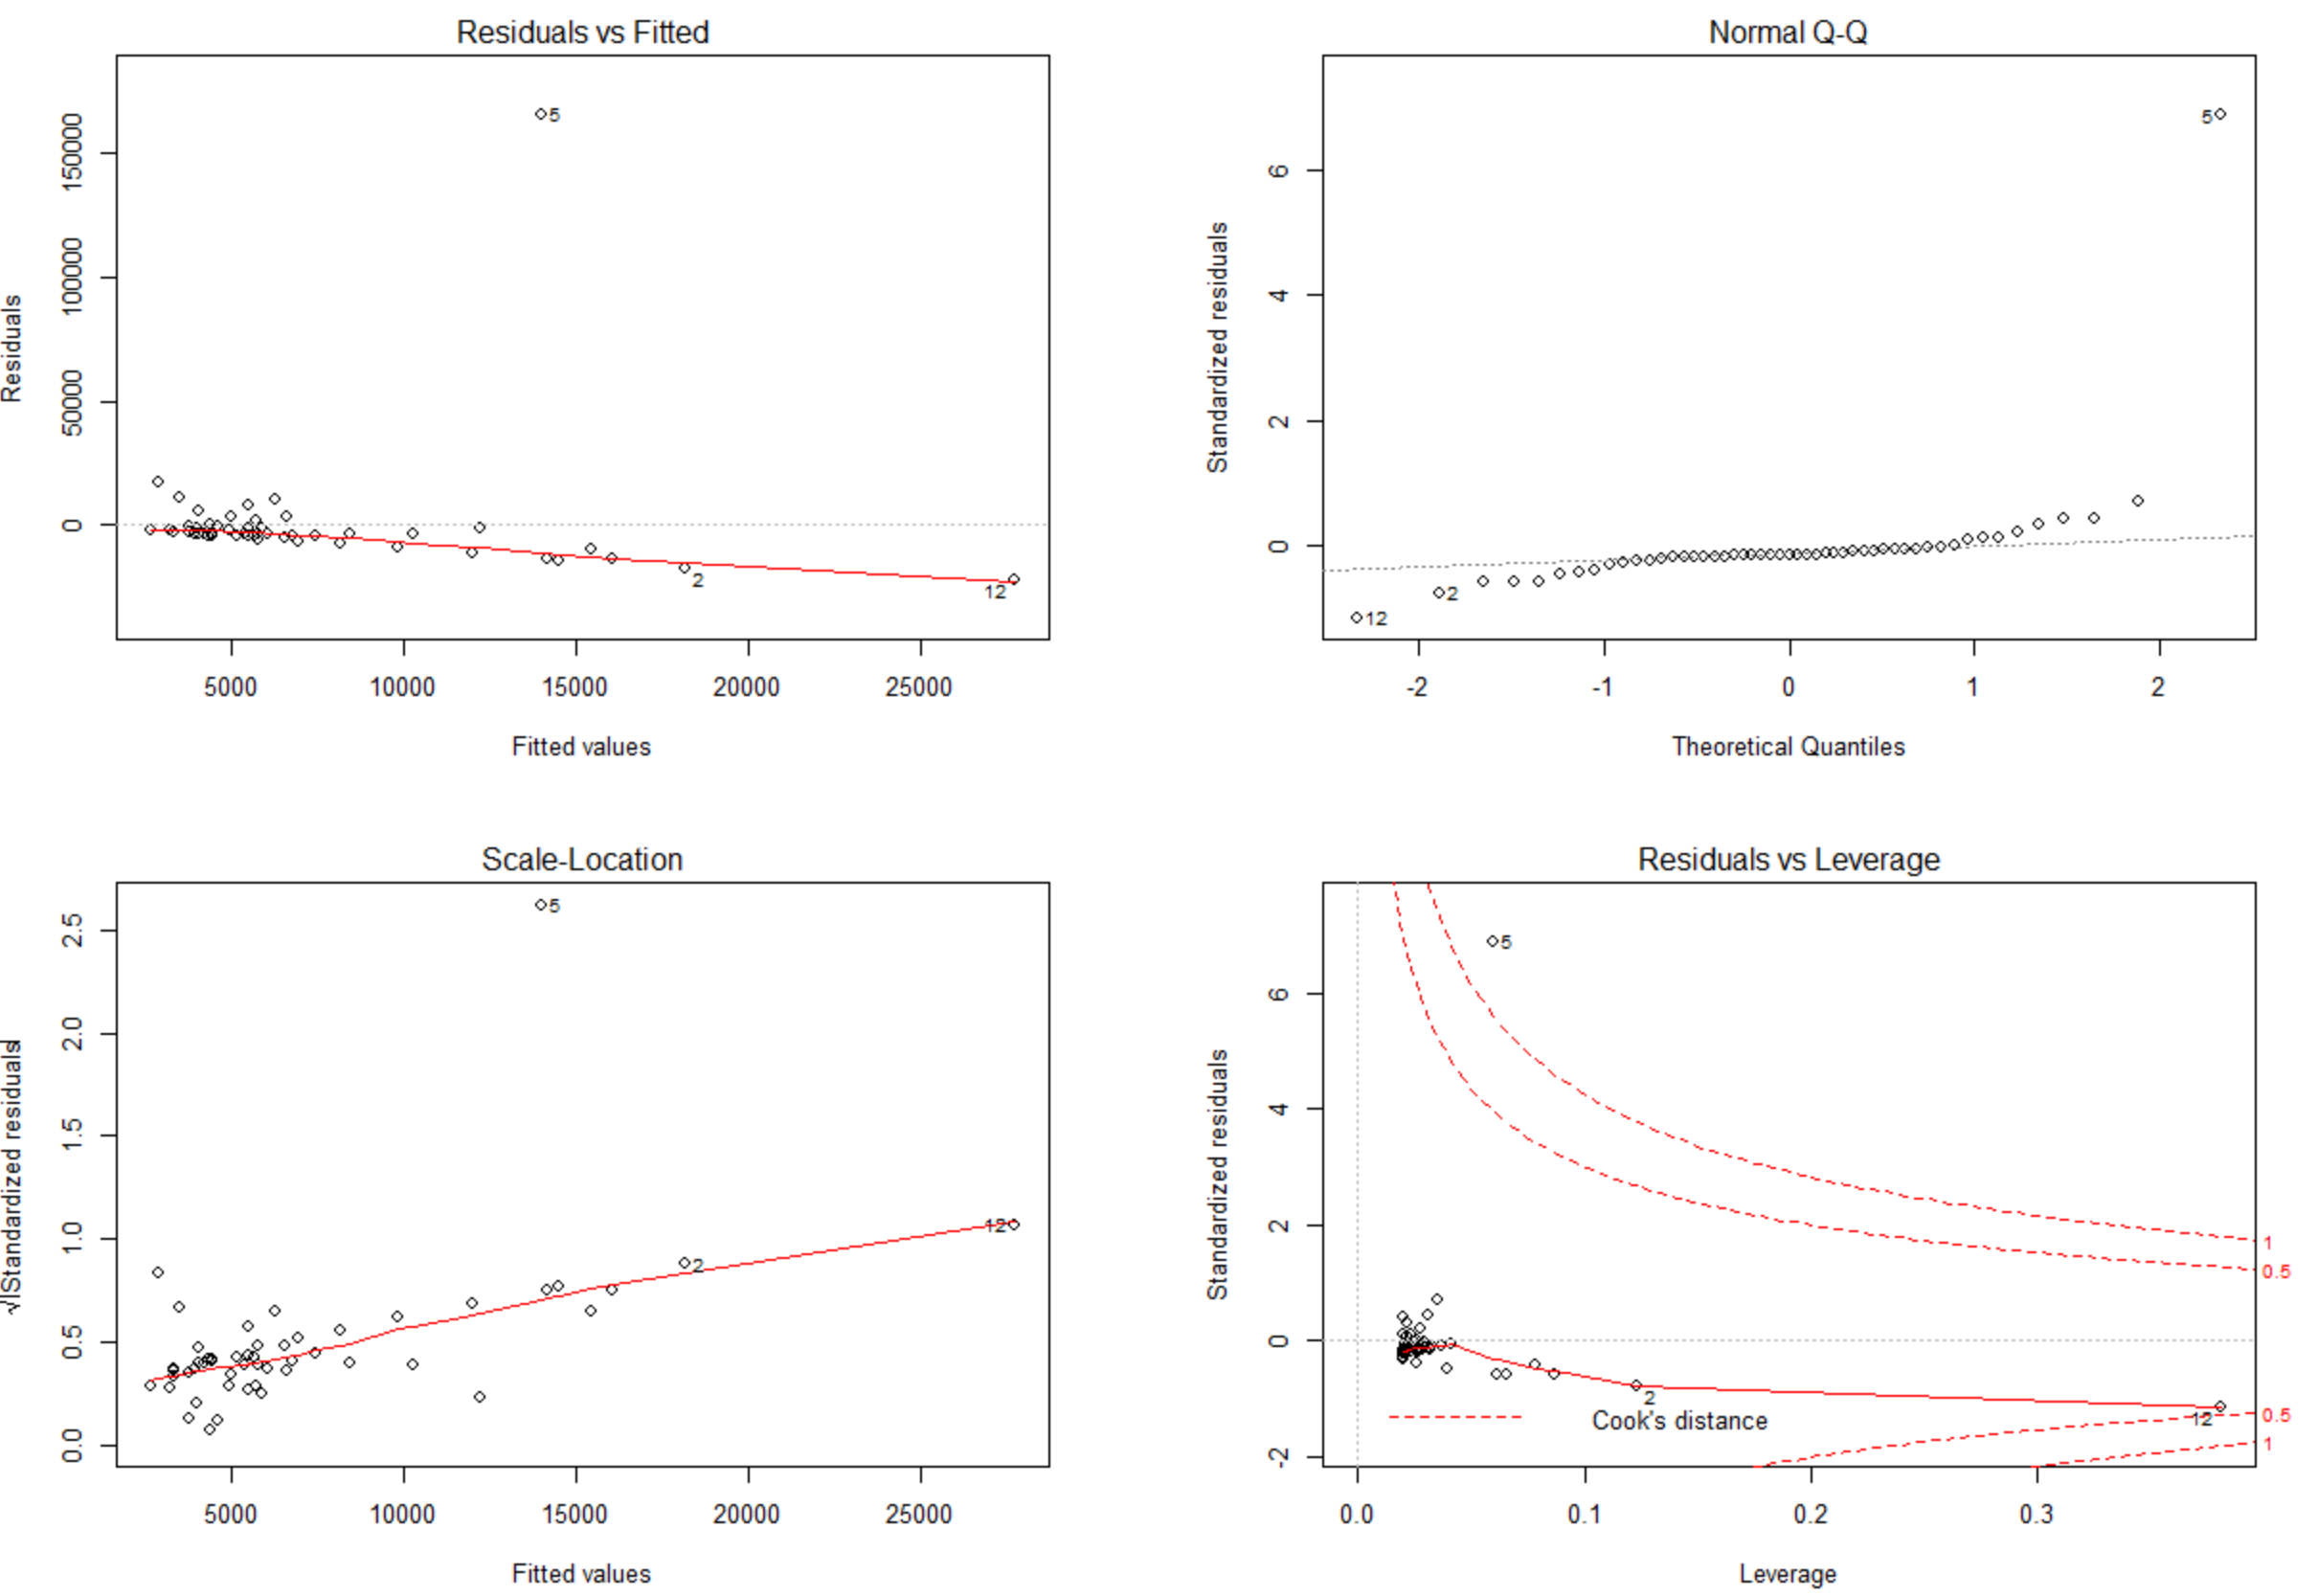 Residuals vs Fitted
Residuals
150000
100000
50000
0
5
2
12
5000 10000 15000 20000 25000
Fitted values
Normal Q-Q
Standardized residuals
6
4
2
0
5
2
12
-2 -1 0 1 2
Theoretical Quantiles
Scale-Location
√|Standardized residuals|
2.5
2.0
1.5
1.0
0.5
0.0
5
12
2
5000 10000 15000 20000 25000
Fitted values
Residuals vs Leverage
Standardized residuals
6
4
2
0
-2
5
1
0.5
2
12
0.5
1
Cook's distance
0.0 0.1 0.2 0.3
Leverage